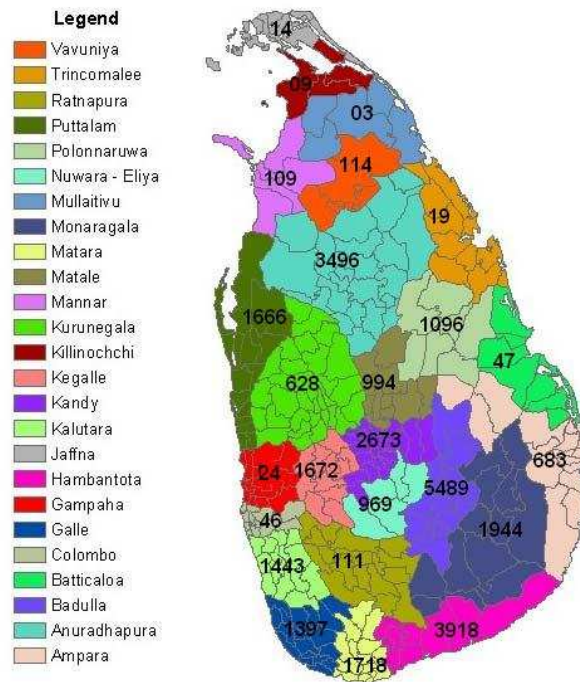 Legend
Vavuniya
Trincomalee
Ratnapura
Puttalam
Polonnaruwa
Nuwara - Eliya
Mullaitivu
Monaragala
Matara
Matale
Mannar
Kurunegala
Killinochchi
Kegalle
Kandy
Kalutara
Jaffna
Hambantota
Gampaha
Galle
Colombo
Batticaloa
Badulla
Anuradhapura
Ampara
14
09
03
114
109
19
3496
1666
1096
47
628
994
2673
683
24
1672
969
5489
46
1944
1443
111
1397
3918
1718